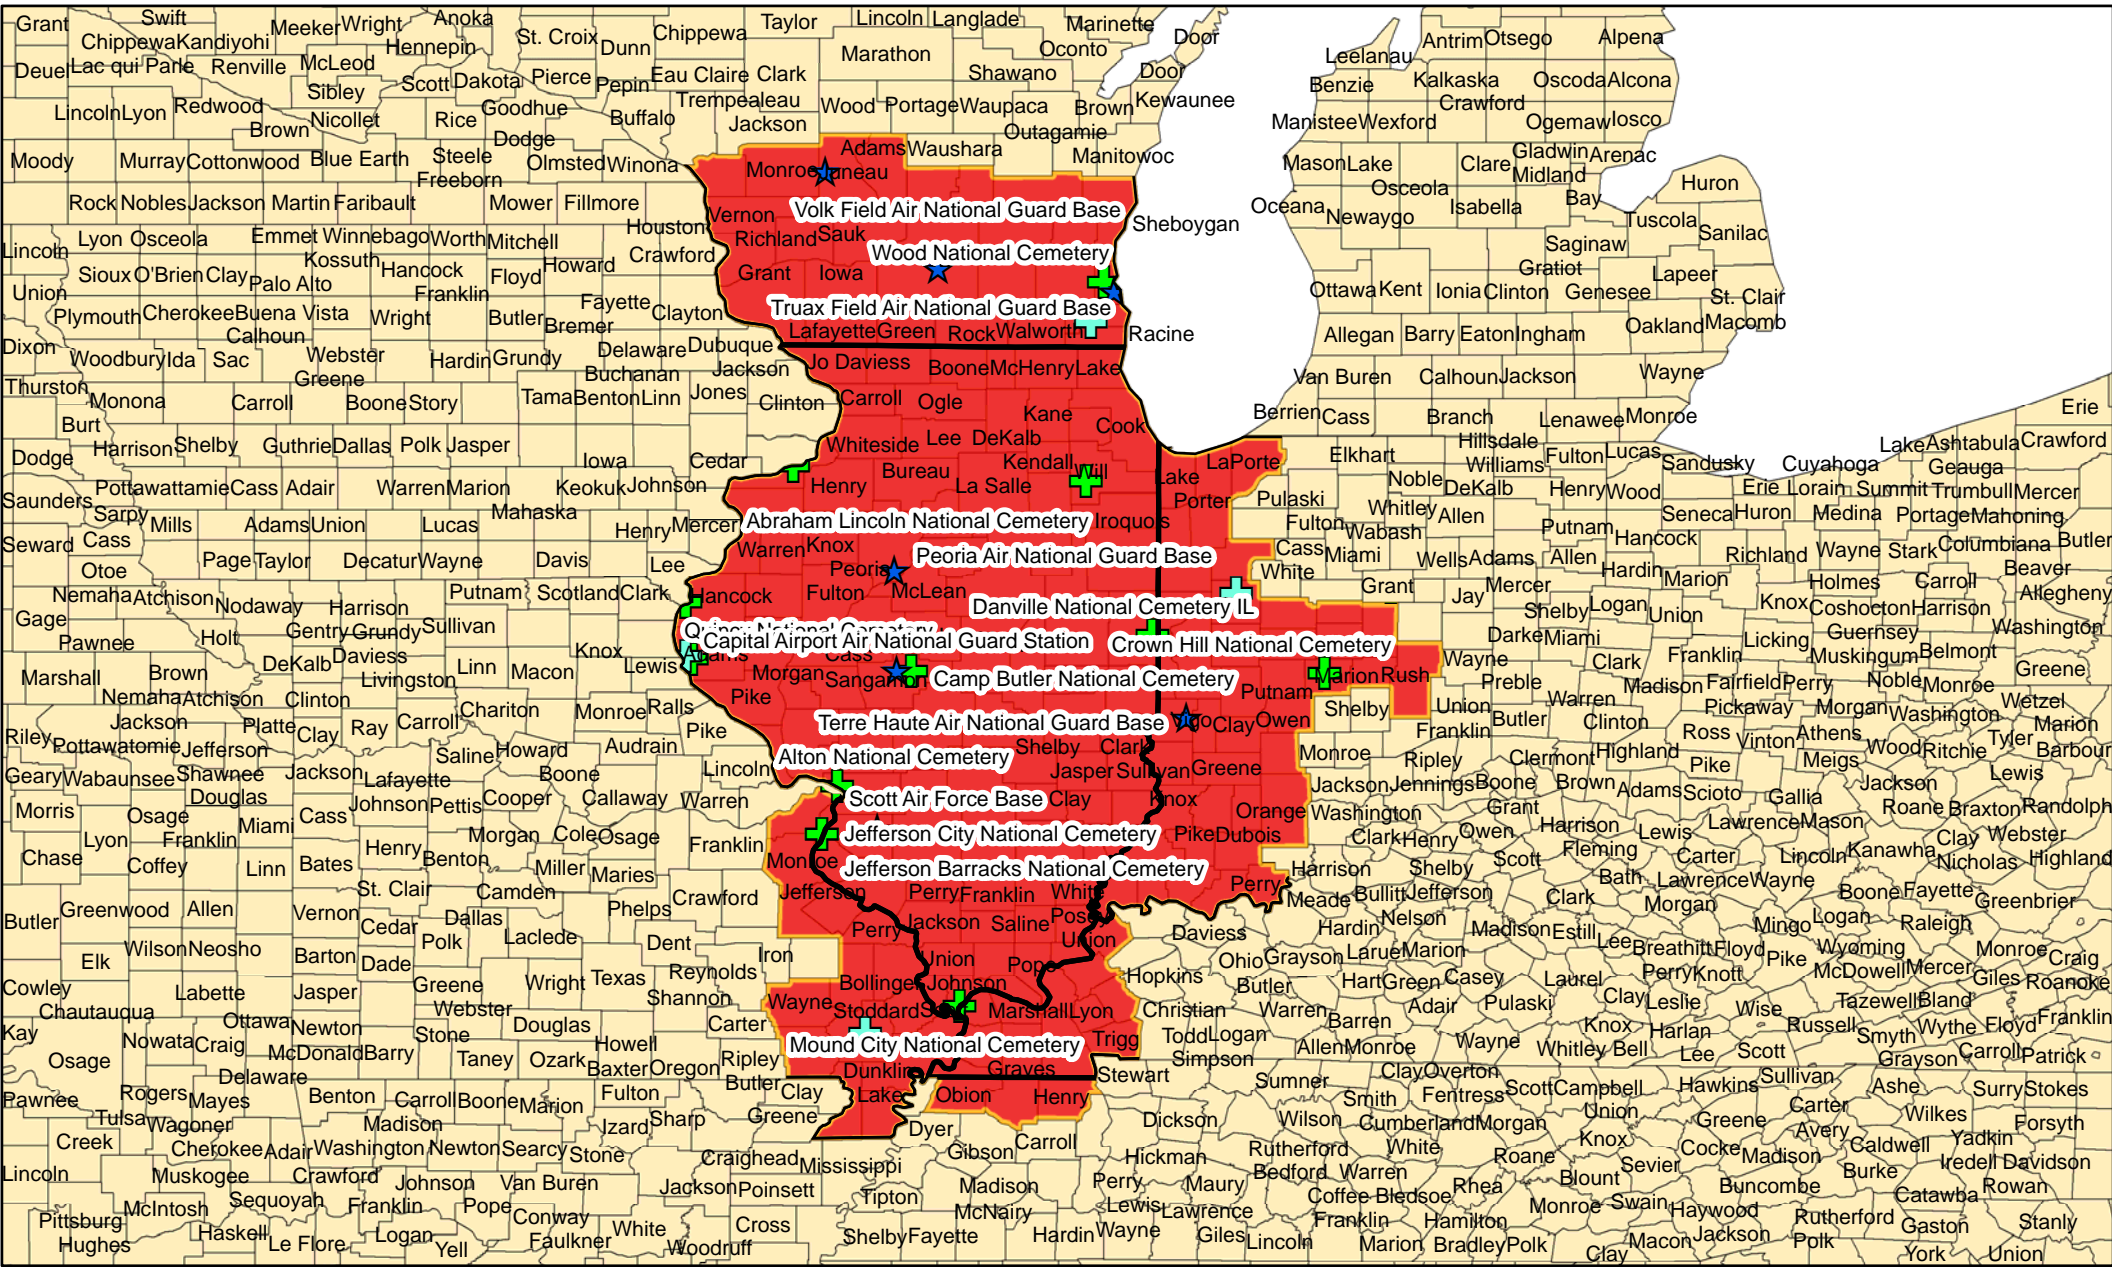 Grant
Swift
Meeker
Wright
Anoka
Chippewa
Kandiyohi
Hennepin
St. Croix
Dunn
Chippewa
Taylor
Lincoln
Langlade
Marinette
Oconto
Door
Marathon
Leelanau
Antrim
Otsego
Alpena
Deuel
Lac qui Parle
Renville
McLeod
Sibley
Scott
Dakota
Pierce
Pepin
Eau Claire
Clark
Shawano
Door
Benzie
Kalkaska
Crawford
Oscoda
Alcona
Lincoln
Lyon
Redwood
Brown
Nicollet
Rice
Goodhue
Dodge
Buffalo
Trempealeau
Jackson
Wood
Portage
Waupaca
Outagamie
Brown
Kewaunee
Manistee
Wexford
Ogemaw
Iosco
Moody
Murray
Cottonwood
Blue Earth
Steele
Freeborn
Olmsted
Winona
Monroe
Adams
Waushara
Manitowoc
Mason
Lake
Osceola
Clare
Gladwin
Midland
Arenac
Bay
Huron
Rock
Nobles
Jackson
Martin
Faribault
Mower
Fillmore
Houston
Vernon
Volk Field Air National Guard Base
Sheboygan
Oceana
Newaygo
Isabella
Tuscola
Sanilac
Lincoln
Lyon
Osceola
Emmet
Winnebago
Worth
Mitchell
Kossuth
Hancock
Floyd
Howard
Crawford
Richland
Sauk
Wood National Cemetery
Saginaw
Gratiot
Lapeer
Sioux
O'Brien
Clay
Palo Alto
Franklin
Grant
Iowa
Union
Plymouth
Cherokee
Buena Vista
Calhoun
Wright
Butler
Bremer
Fayette
Clayton
Truax Field Air National Guard Base
Ottawa
Kent
Ionia
Clinton
Genesee
St. Clair
Macomb
Oakland
Lafayette
Green
Rock
Walworth
Racine
Allegan
Barry
Eaton
Ingham
Dixon
Woodbury
Ida
Sac
Webster
Greene
Hardin
Grundy
Delaware
Buchanan
Dubuque
Jackson
Jo Daviess
Boone
McHenry
Lake
Van Buren
Calhoun
Jackson
Wayne
Thurston
Monona
Carroll
Boone
Story
Tama
Benton
Linn
Jones
Clinton
Carroll
Ogle
Kane
Cook
Berrien
Cass
Branch
Hillsdale
Lenawee
Monroe
Erie
Burt
Harrison
Shelby
Guthrie
Dallas
Polk
Jasper
Iowa
Cedar
Whiteside
Lee
DeKalb
Kendall
Will
LaPorte
Elkhart
Williams
Fulton
Lucas
Sandusky
Cuyahoga
Lake
Ashtabula
Crawford
Geauga
Dodge
Pottawattamie
Cass
Adair
Warren
Marion
Mahaska
Keokuk
Johnson
Henry
Bureau
La Salle
Lake
Porter
Pulaski
Noble
DeKalb
Henry
Wood
Erie
Lorain
Summit
Trumbull
Mercer
Saunders
Sarpy
Mills
Adams
Union
Lucas
Henry
Mercer
Abraham Lincoln National Cemetery
Iroquois
Fulton
Whitley
Wabash
Allen
Putnam
Hancock
Seneca
Huron
Medina
Portage
Mahoning
Seward
Cass
Otoe
Page
Taylor
Decatur
Wayne
Davis
Lee
Warren
Knox
Peoria
Peoria Air National Guard Base
Cass
Miami
White
Wells
Adams
Allen
Hardin
Marion
Richland
Wayne
Stark
Columbiana
Butler
Beaver
Nemaha
Atchison
Nodaway
Harrison
Putnam
Scotland
Clark
Hancock
Fulton
McLean
Danville National Cemetery IL
Grant
Jay
Mercer
Shelby
Logan
Union
Holmes
Knox
Coshocton
Carroll
Harrison
Allegheny
Gage
Pawnee
Holt
Gentry
Grundy
Sullivan
Daviess
Quincy National Cemetery
Capital Airport Air National Guard Station
Crown Hill National Cemetery
Darke
Miami
Licking
Guernsey
Washington
Marshall
Brown
DeKalb
Livingston
Linn
Macon
Knox
Lewis
Adams
Cass
Morgan
Sangamon
Camp Butler National Cemetery
Marion
Rush
Wayne
Preble
Clark
Franklin
Muskingum
Belmont
Greene
Nemaha
Atchison
Clinton
Chariton
Monroe
Ralls
Pike
Pike
Putnam
Shelby
Union
Franklin
Butler
Warren
Madison
Fairfield
Perry
Noble
Monroe
Wetzel
Marion
Riley
Pottawatomie
Jackson
Jefferson
Platte
Clay
Ray
Carroll
Saline
Howard
Audrain
Terre Haute Air National Guard Base
Clay
Owen
Clinton
Pickaway
Morgan
Washington
Tyler
Barbour
Geary
Wabaunsee
Shawnee
Douglas
Jackson
Lafayette
Johnson
Pettis
Cooper
Boone
Callaway
Lincoln
Alton National Cemetery
Shelby
Clark
Jasper
Sullivan
Greene
Monroe
Ripley
Clermont
Highland
Ross
Vinton
Athens
Wood
Ritchie
Morris
Lyon
Osage
Franklin
Miami
Cass
Warren
Scott Air Force Base
Clay
Knox
Orange
Jackson
Jennings
Washington
Boone
Grant
Brown
Pike
Adams
Scioto
Meigs
Gallia
Jackson
Lewis
Roane
Braxton
Randolph
Chase
Coffey
Linn
Bates
Henry
Benton
Morgan
Cole
Osage
Miller
Maries
Franklin
Monroe
Jefferson City National Cemetery
Pike
Dubois
Clark
Henry
Owen
Harrison
Fleming
Lewis
Lawrence
Mason
Clay
Webster
Jefferson Barracks National Cemetery
Harrison
Shelby
Scott
Bath
Carter
Lincoln
Kanawha
Nicholas
Highland
Butler
Greenwood
Allen
Vernon
St. Clair
Cedar
Dallas
Camden
Phelps
Crawford
Jefferson
Perry
Franklin
White
Perry
Meade
Bullitt
Jefferson
Clark
Lawrence
Wayne
Morgan
Boone
Fayette
Greenbrier
Wilson
Neosho
Polk
Laclede
Perry
Jackson
Saline
Union
Daviess
Hardin
Nelson
Madison
Estill
Lee
Mingo
Logan
Raleigh
Elk
Barton
Dade
Dent
Iron
Union
Pope
Ohio
Grayson
Larue
Marion
Breathitt
Floyd
Pike
Wyoming
Monroe
Craig
Cowley
Labette
Jasper
Greene
Wright
Texas
Reynolds
Shannon
Bollinger
Johnson
Hopkins
Butler
Hart
Green
Casey
Laurel
Perry
Knott
McDowell
Mercer
Giles
Roanoke
Chautauqua
Webster
Wayne
Stoddard
Marshall
Lyon
Christian
Warren
Adair
Pulaski
Clay
Leslie
Wise
Tazewell
Bland
Kay
Nowata
Ottawa
Craig
Newton
Stone
Douglas
Carter
Mound City National Cemetery
Trigg
Todd
Logan
Simpson
Barren
Allen
Monroe
Wayne
Knox
Harlan
Russell
Smyth
Wythe
Floyd
Franklin
Osage
McDonald
Barry
Taney
Ozark
Howell
Ripley
Whitley
Bell
Lee
Scott
Grayson
Carroll
Patrick
Pawnee
Rogers
Mayes
Delaware
Benton
Carroll
Boone
Marion
Baxter
Fulton
Oregon
Butler
Clay
Dunklin
Lake
Graves
Obion
Henry
Stewart
Sumner
Smith
Clay
Overton
Fentress
Scott
Campbell
Hawkins
Sullivan
Ashe
Surry
Stokes
Tulsa
Wagoner
Madison
Izard
Sharp
Greene
Dyer
Dickson
Wilson
Cumberland
Morgan
Union
Greene
Carter
Avery
Wilkes
Forsyth
Creek
Cherokee
Adair
Washington
Newton
Searcy
Stone
Craighead
Mississippi
Gibson
Carroll
Hickman
Rutherford
White
Knox
Cocke
Madison
Caldwell
Yadkin
Lincoln
Muskogee
Crawford
Johnson
Van Buren
Jackson
Poinsett
Madison
Perry
Maury
Bedford
Warren
Roane
Blount
Sevier
Buncombe
Burke
Iredell
Davidson
McIntosh
Sequoyah
Franklin
Pope
Tipton
McNairy
Lewis
Lawrence
Coffee
Bledsoe
Rhea
Monroe
Swain
Haywood
Rutherford
Catawba
Rowan
Pittsburg
Hughes
Haskell
Le Flore
Logan
Yell
Conway
Faulkner
White
Woodruff
Cross
Shelby
Fayette
Hardin
Wayne
Giles
Lincoln
Franklin
Marion
Hamilton
Bradley
Polk
Clay
Macon
Jackson
Polk
Gaston
York
Stanly
Union